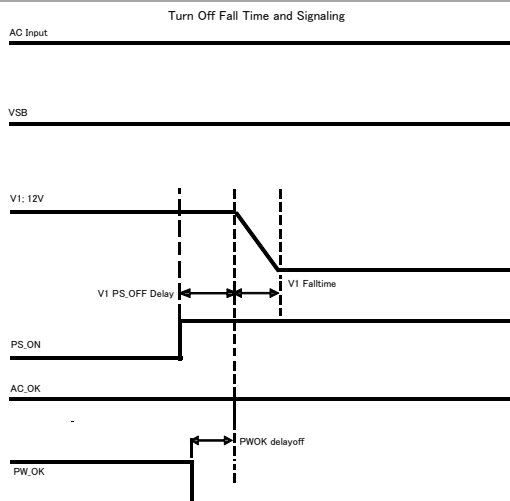 Turn Off Fall Time and Signaling
AC Input
VSB
V1; 12V
V1 Falltime
V1 PS_OFF Delay
PS_ON
AC_OK
PWOK delayoff
PW_OK